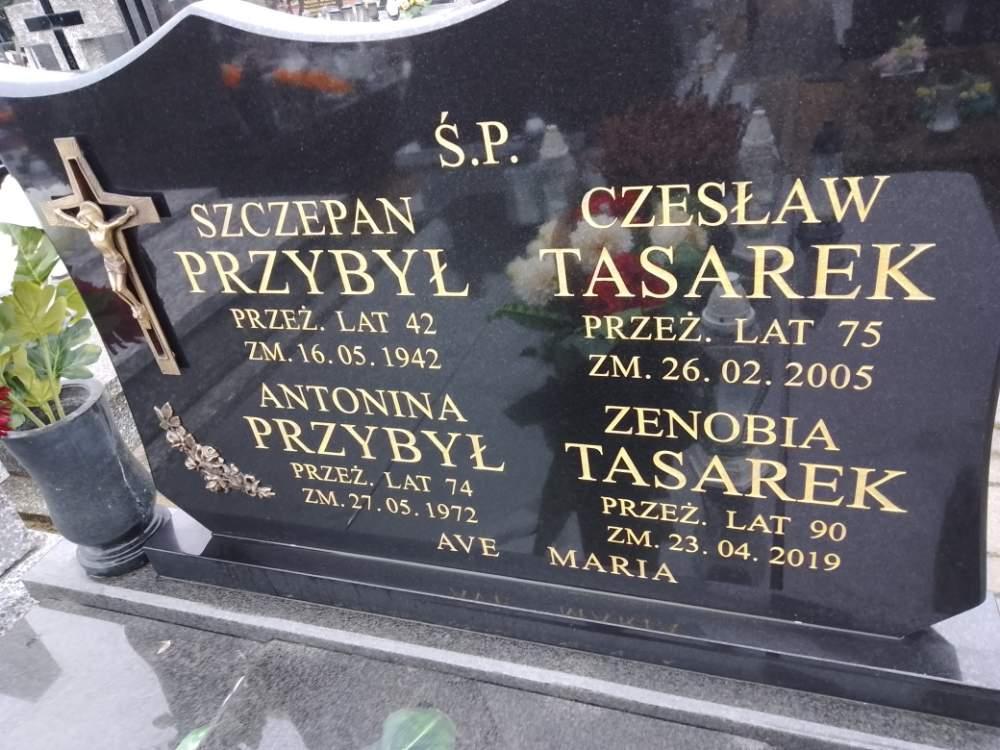 Ś.P.
SZCZEPAN
PRZYBYŁ
PRZEŻ. LAT 42
ZM. 16.05.1942
ANTONINA
PRZYBYŁ
PRZEŻ. LAT 74
ZM. 27.05.1972
CZESŁAW
TASAREK
PRZEŻ. LAT 75
ZM. 26.02.2005
ZENOBIA
TASAREK
PRZEŻ. LAT 90
ZM. 23.04.2019
AVE MARIA